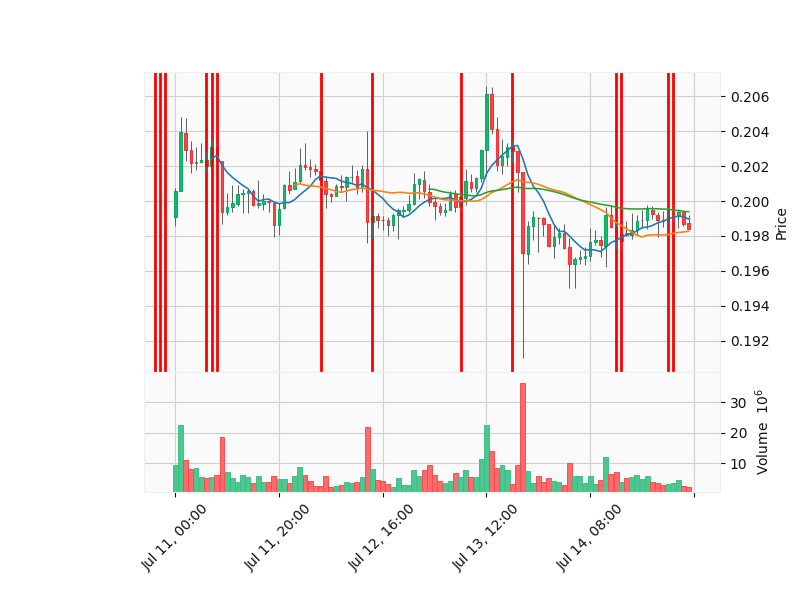 0.206
0.204
0.202
0.200
0.198
0.196
0.194
0.192
Price
30
20
10
Volume 10⁶
Jul 11, 00:00
Jul 11, 20:00
Jul 12, 16:00
Jul 13, 12:00
Jul 14, 08:00